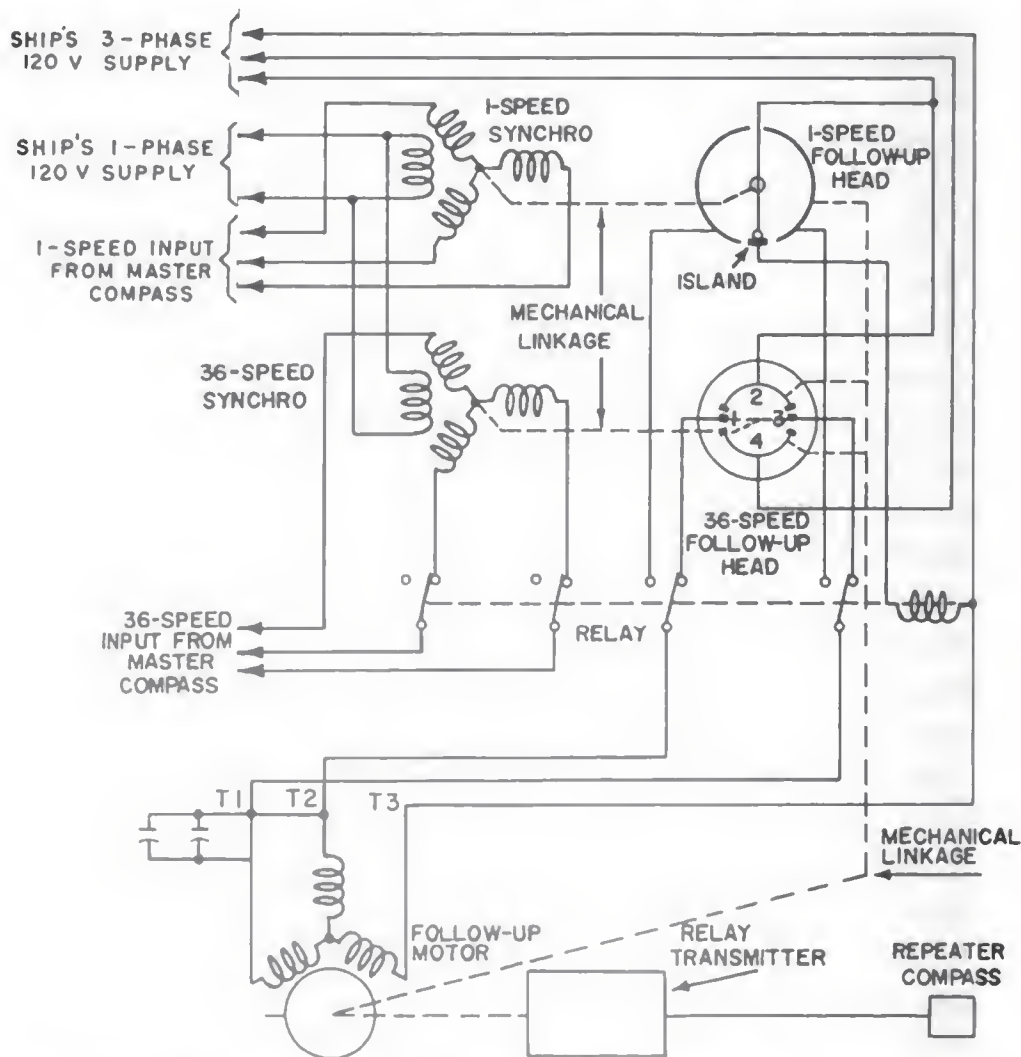 SHIP'S 3-PHASE
120 V SUPPLY
SHIP'S 1-PHASE
120 V SUPPLY
1-SPEED INPUT
FROM MASTER
COMPASS
1-SPEED
SYNCHRO
1-SPEED
FOLLOW-UP
HEAD
ISLAND
MECHANICAL
LINKAGE
36-SPEED
SYNCHRO
2
1 3
4
36-SPEED
FOLLOW-UP
HEAD
RELAY
36-SPEED
INPUT FROM
MASTER
COMPASS
T1 T2 T3
MECHANICAL
LINKAGE
FOLLOW-UP
MOTOR
RELAY
TRANSMITTER
REPEATER
COMPASS